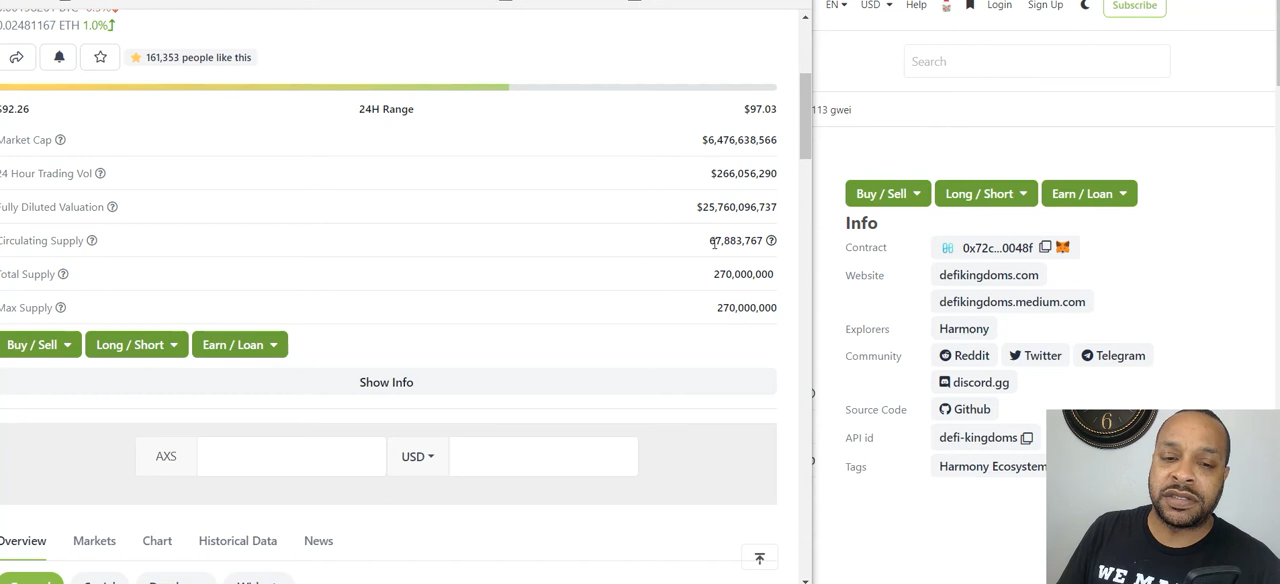 0.02481167 ETH 1.0%
161,353 people like this
$92.26 24H Range $97.03
Market Cap $6,476,638,566
24 Hour Trading Vol $266,056,290
Fully Diluted Valuation $25,760,096,737
Circulating Supply 67,883,767
Total Supply 270,000,000
Max Supply 270,000,000
Buy / Sell Long / Short Earn / Loan
Show Info
AXS USD
Overview Markets Chart Historical Data News
EN USD Help Login Sign Up Subscribe
Search
113 gwei
Buy / Sell Long / Short Earn / Loan
Info
Contract 0x72c...0048f
Website defikingdoms.com
defikingdoms.medium.com
Explorers Harmony
Community Reddit Twitter Telegram
discord.gg
Source Code Github
API id defi-kingdoms
Tags Harmony Ecosystem
6
WE MA